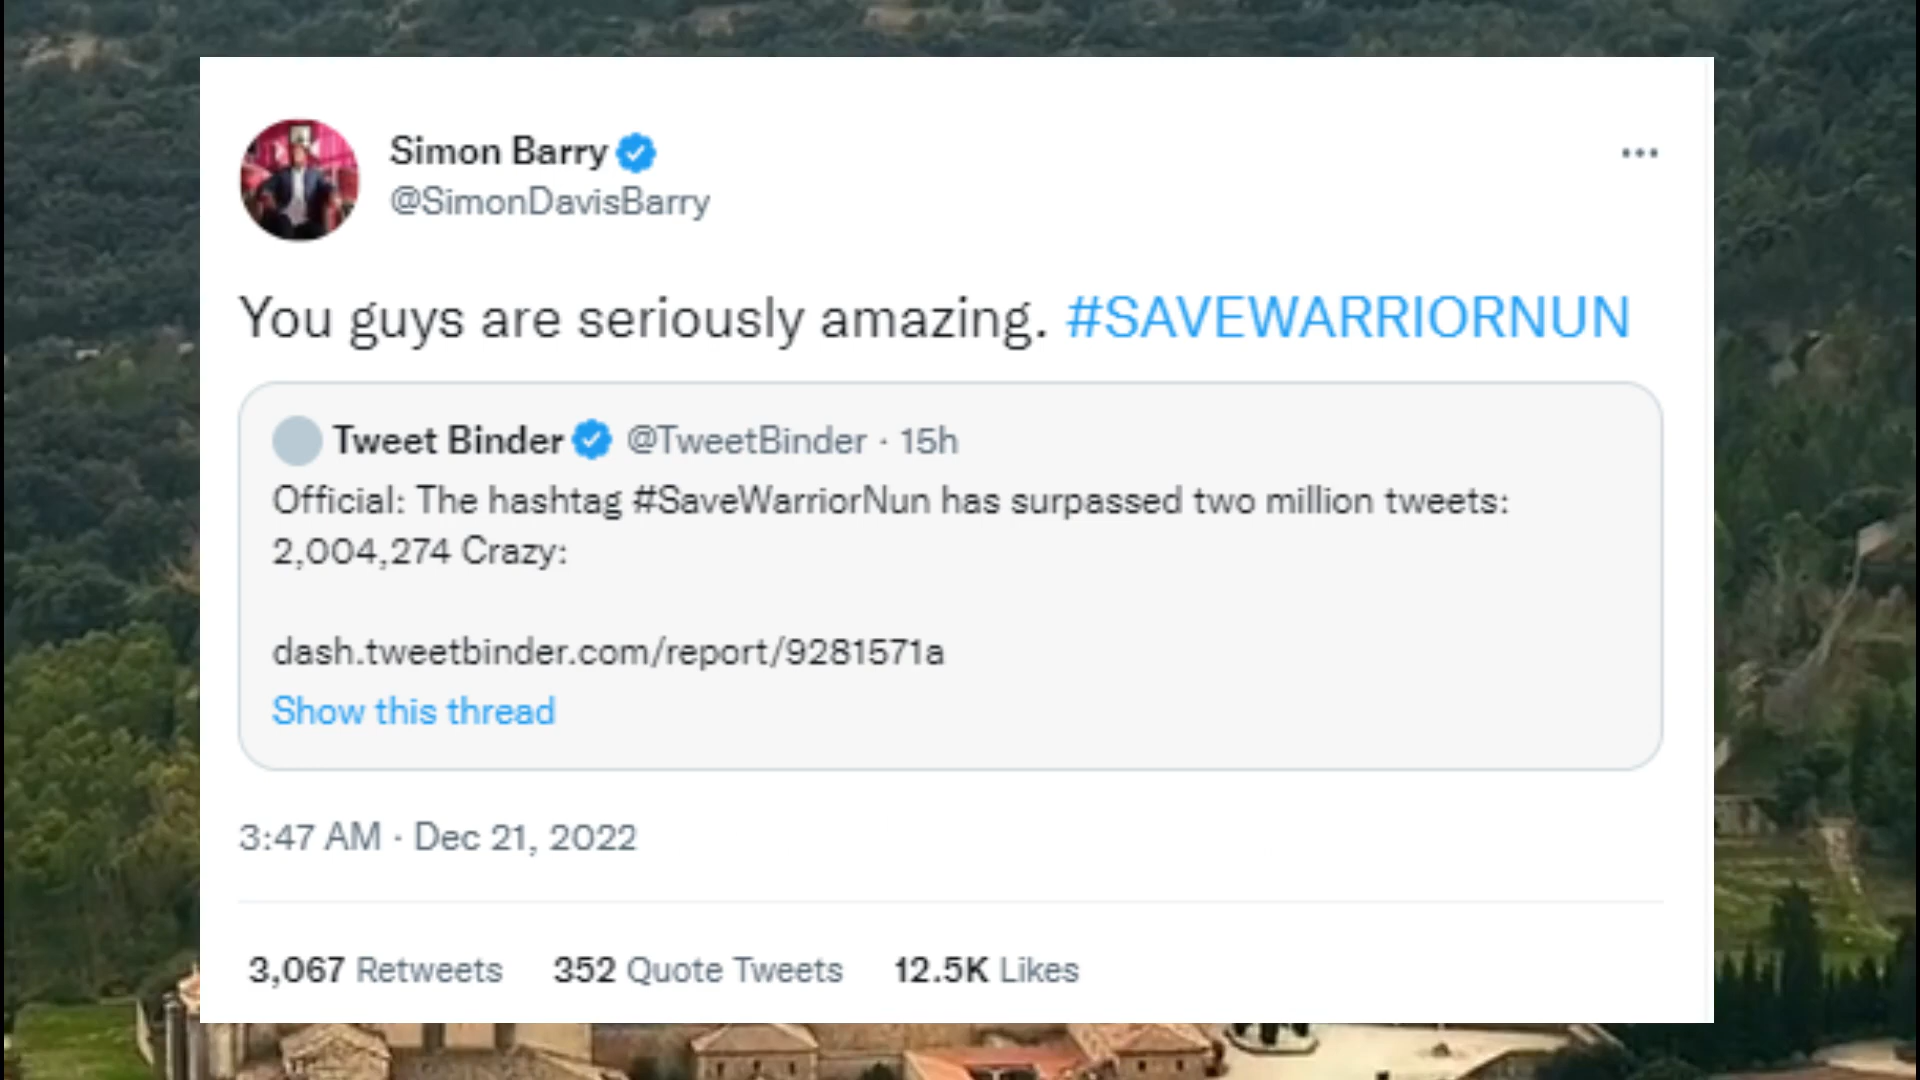 Simon Barry
@SimonDavisBarry
You guys are seriously amazing. #SAVEWARRIORNUN
Tweet Binder @TweetBinder · 15h
Official: The hashtag #SaveWarriorNun has surpassed two million tweets:
2,004,274 Crazy:
dash.tweetbinder.com/report/9281571a
Show this thread
3:47 AM · Dec 21, 2022
3,067 Retweets 352 Quote Tweets 12.5K Likes